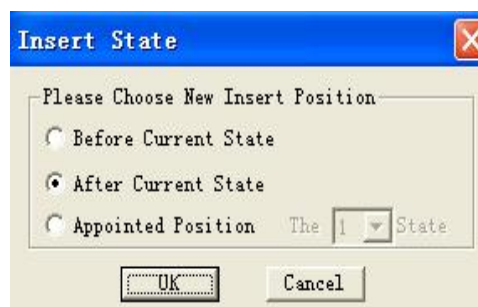 Insert State
Please Choose New Insert Position
Before Current State
After Current State
Appointed Position The 1 State
OK Cancel